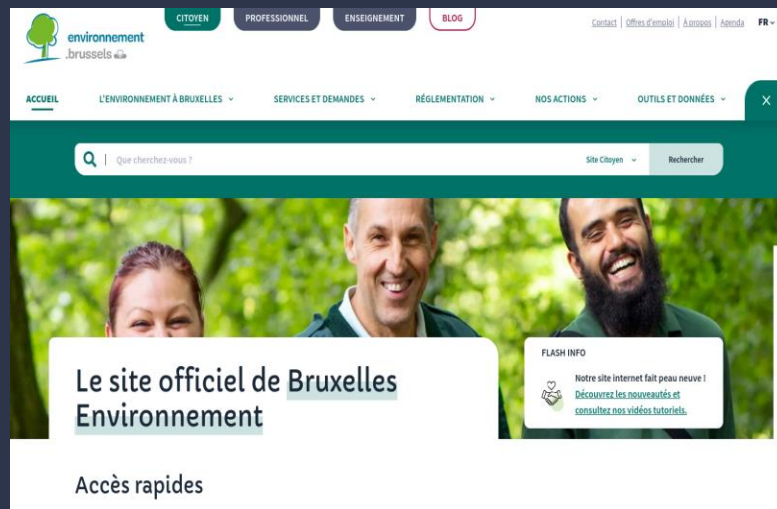 CITOYEN
PROFESSIONNEL
ENSEIGNEMENT
BLOG
Contact | Offres d'emploi | A propos | Agenda
FR
environnement
.brussels
ACCUEIL
L'ENVIRONNEMENT À BRUXELLES
SERVICES ET DEMANDES
RÉGLEMENTATION
NOS ACTIONS
OUTILS ET DONNÉES
X
Que cherchez-vous ?
Site Citoyen
Rechercher
Le site officiel de Bruxelles
Environnement
FLASH INFO
Notre site internet fait peau neuve !
Découvrez les nouveautés et
consultez nos vidéos tutoriels.
Accès rapides